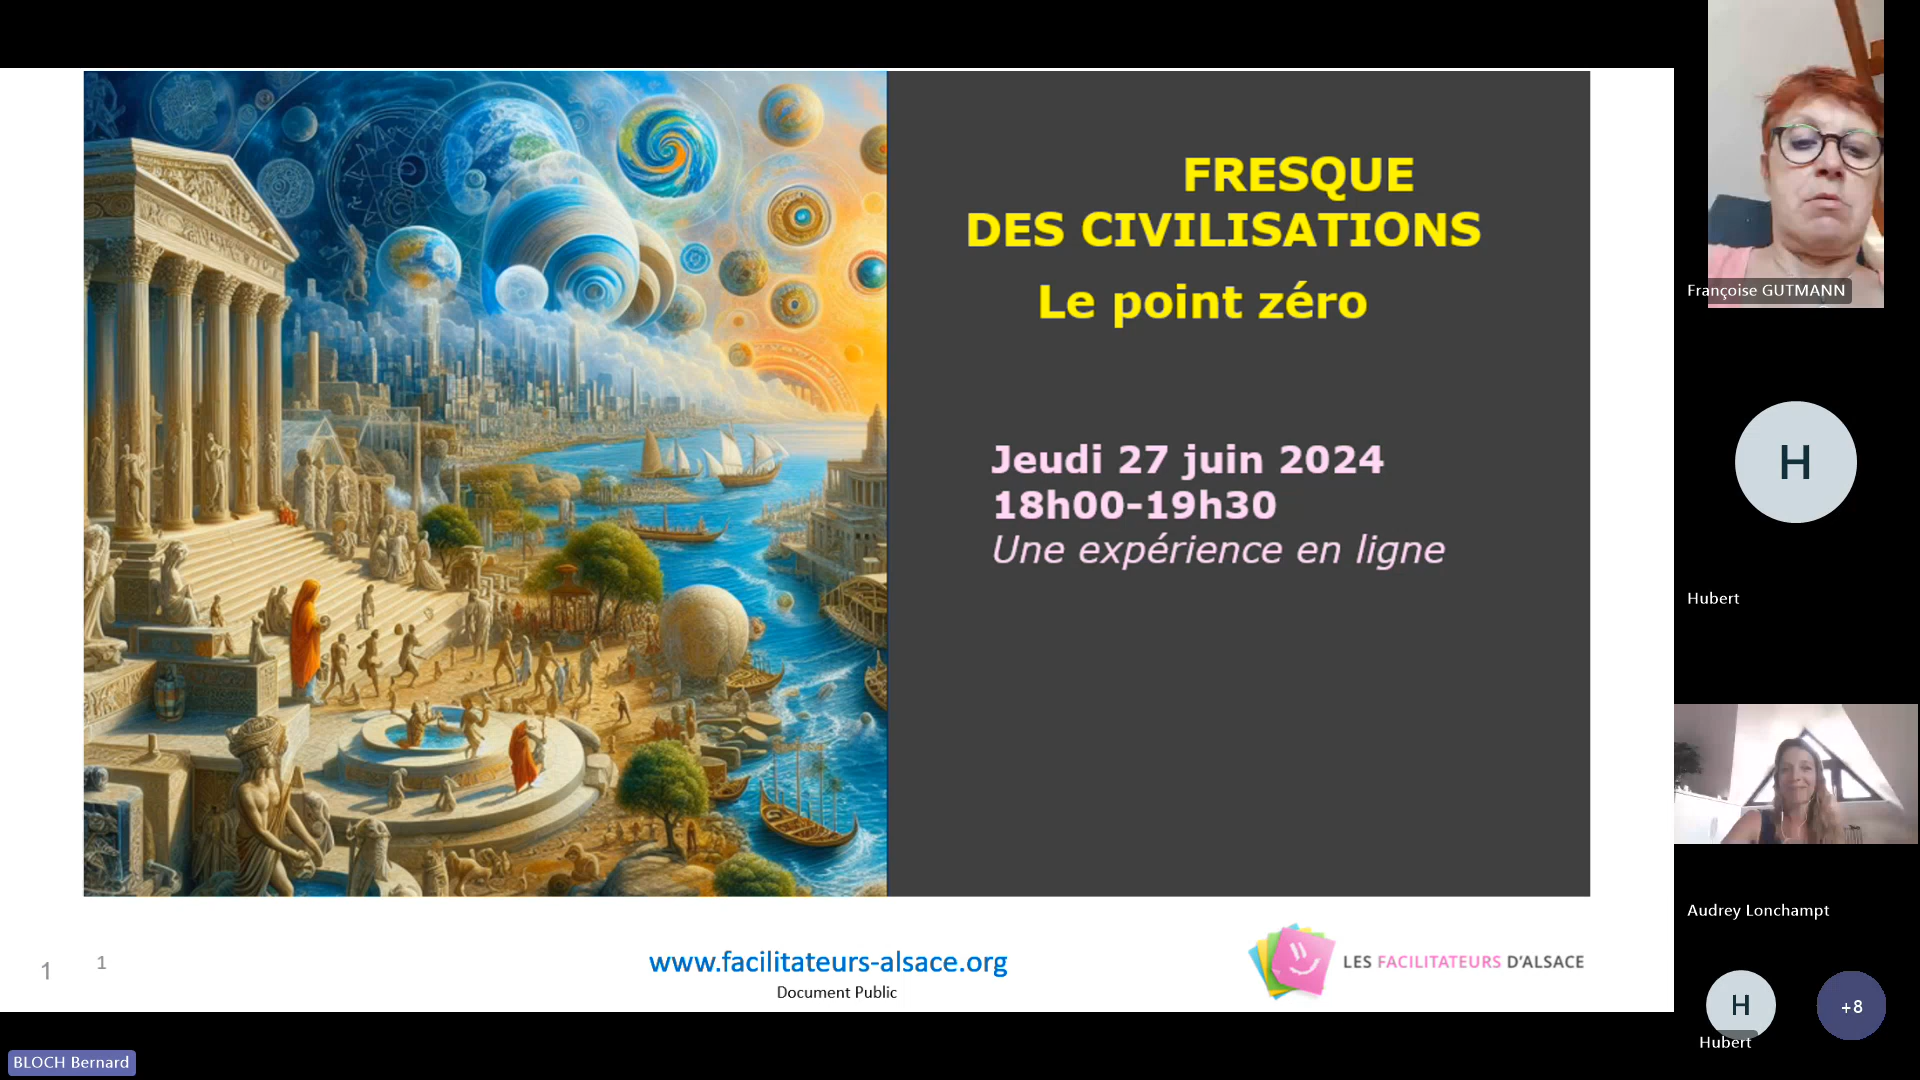 FRESQUE
DES CIVILISATIONS
Le point zéro
Jeudi 27 juin 2024
18h00-19h30
Une expérience en ligne
1
1
www.facilitateurs-alsace.org
Document Public
LES FACILITATEURS D'ALSACE
BLOCH Bernard
Françoise GUTMANN
H
Hubert
Audrey Lonchampt
H
Hubert
+8